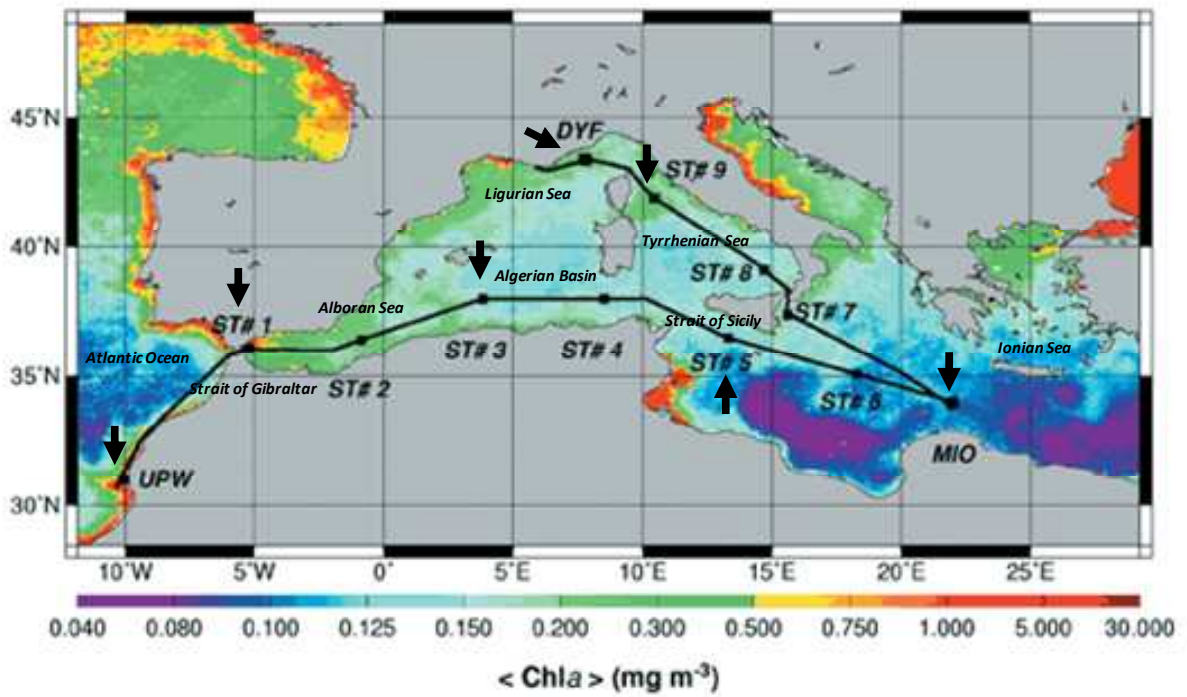 45°N
DYF
ST# 9
Ligurian Sea
40°N
Tyrrhenian Sea
ST# 8
Algerian Basin
Alboran Sea
ST# 7
Strait of Sicily
ST# 1
Ionian Sea
Atlantic Ocean
ST# 3
ST# 4
ST# 5
35°N
Strait of Gibraltar
ST# 2
ST# 6
MIO
UPW
30°N
10°W 5°W 0° 5°E 10°E 15°E 20°E 25°E
0.040 0.080 0.100 0.125 0.150 0.200 0.300 0.500 0.750 1.000 5.000 30.000
< Chla > (mg m-3)